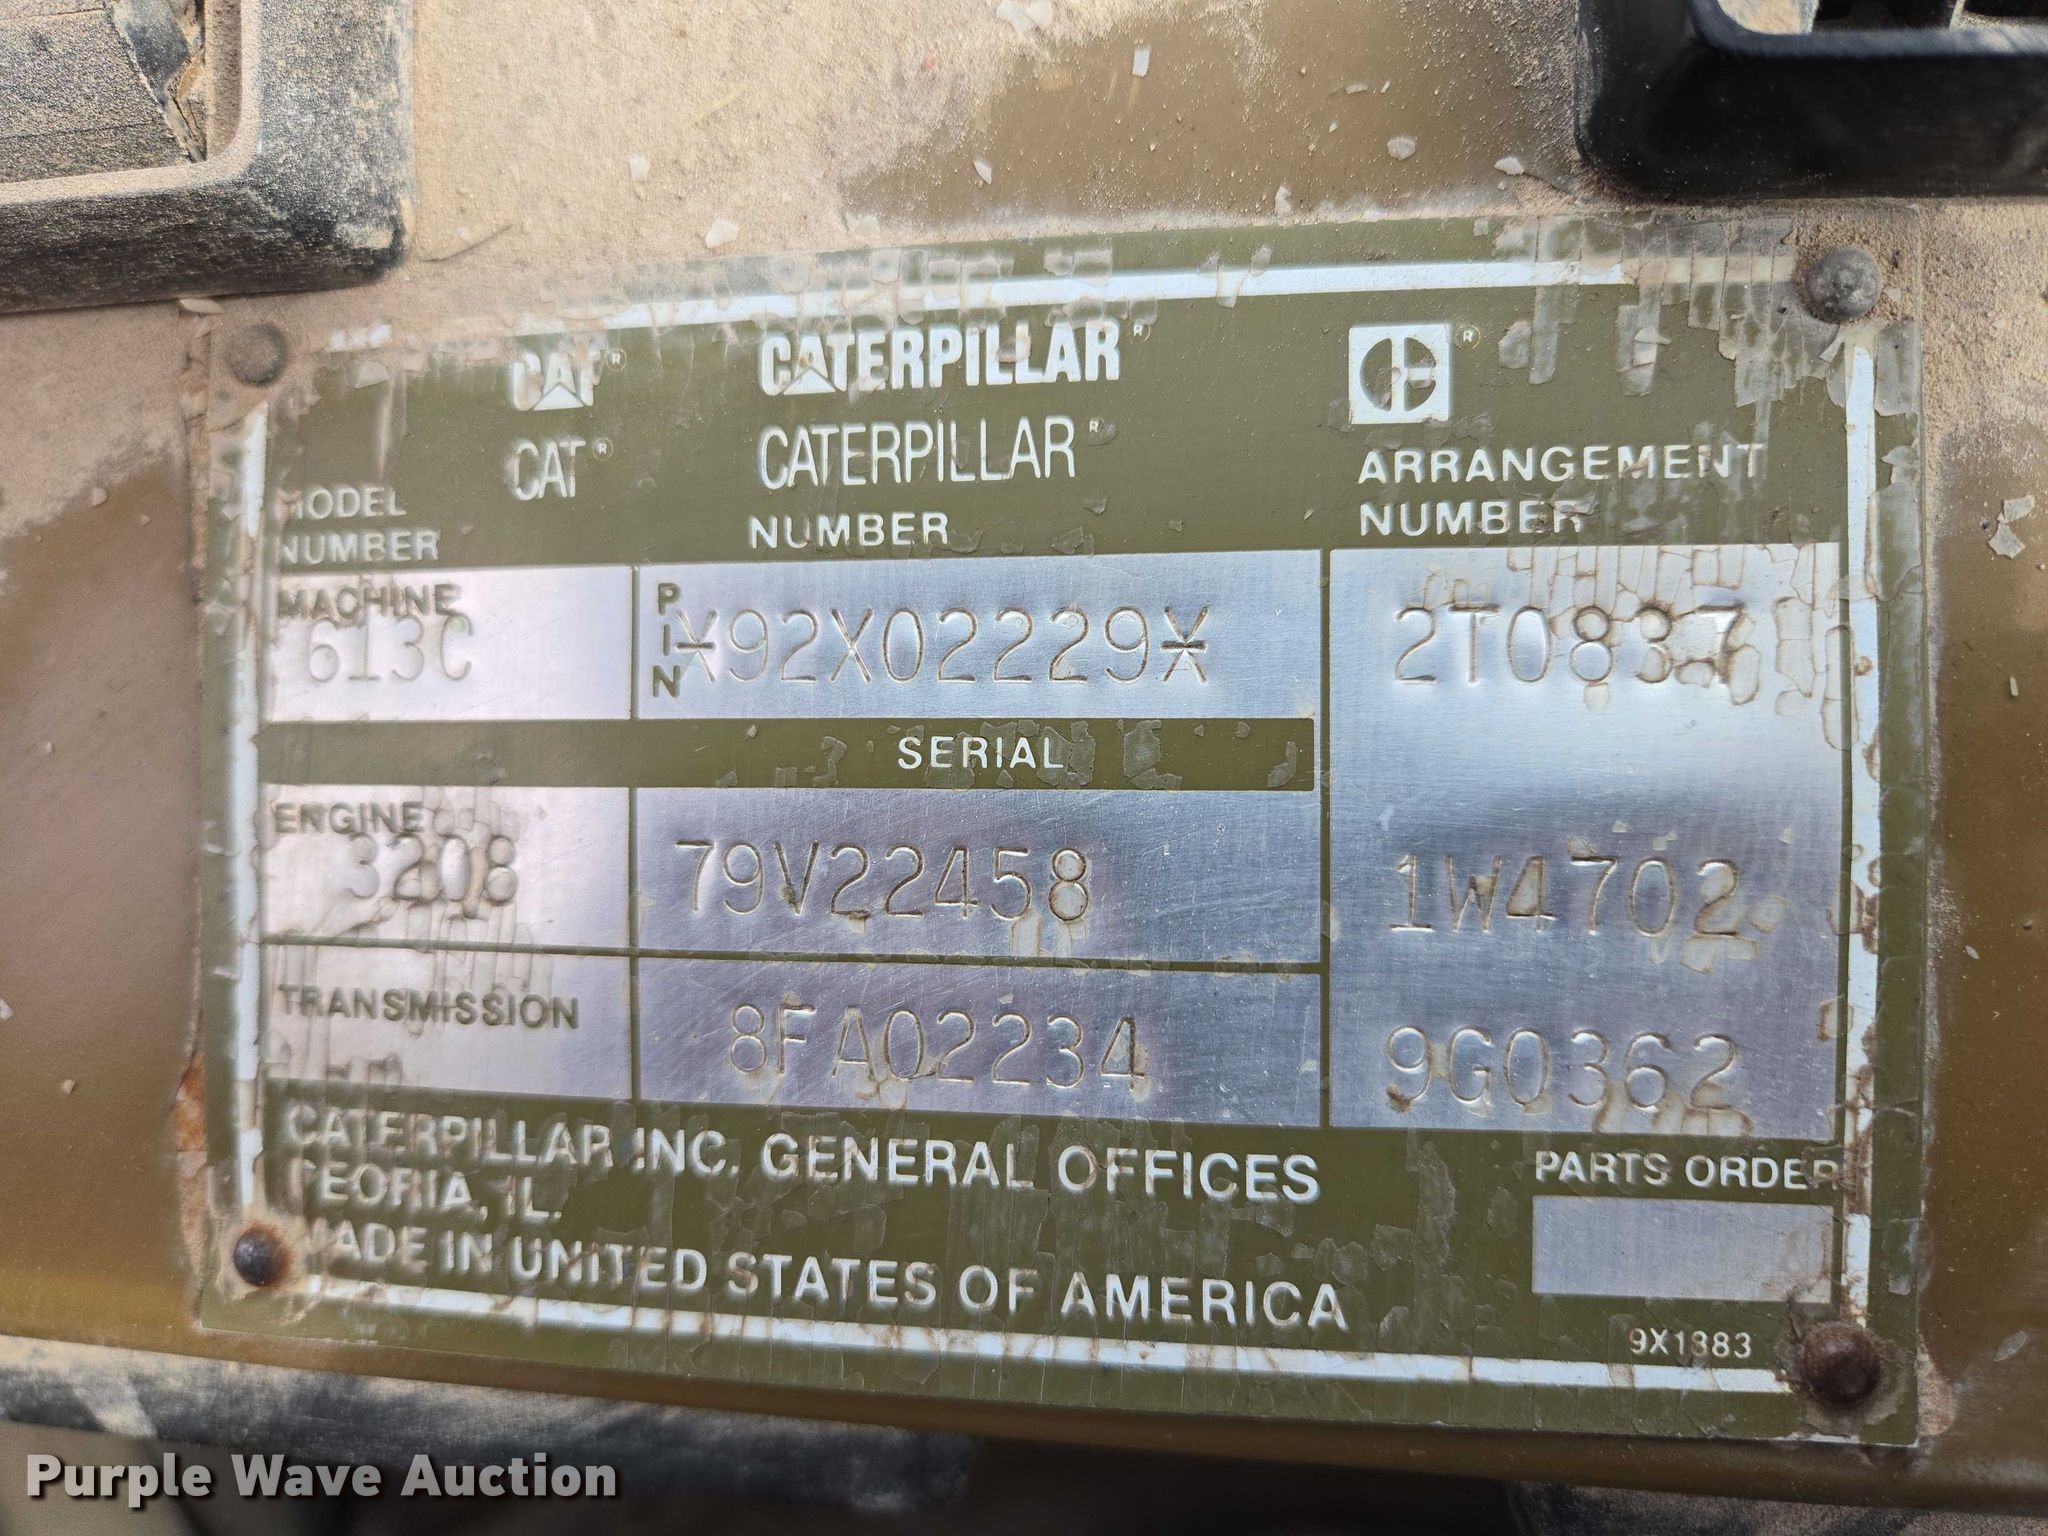 CAT® CATERPILLAR®
CAT® CATERPILLAR®
MODEL NUMBER
NUMBER
ARRANGEMENT NUMBER
MACHINE
613C
PIN
*92X02229*
2T0837
SERIAL
ENGINE
3208
79V22458
1W4702
TRANSMISSION
8FA02234
9G0362
CATERPILLAR INC. GENERAL OFFICES
PEORIA, IL.
MADE IN UNITED STATES OF AMERICA
PARTS ORDER
9X1883
Purple Wave Auction